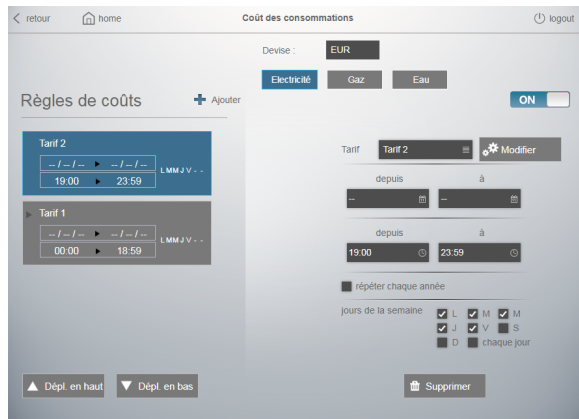 retour home Coût des consommations logout
Devise : EUR
Electricité Gaz Eau
Règles de coûts Ajouter
ON
Tarif 2
-- / -- / -- -- / -- / --
19:00 23:59
L M M J V - -
Tarif 1
-- / -- / -- -- / -- / --
00:00 18:59
L M M J V - -
Tarif Tarif 2 Modifier
depuis à
-- --
depuis à
19:00 23:59
répéter chaque année
jours de la semaine L M M
J V S
D chaque jour
Dépl. en haut Dépl. en bas Supprimer